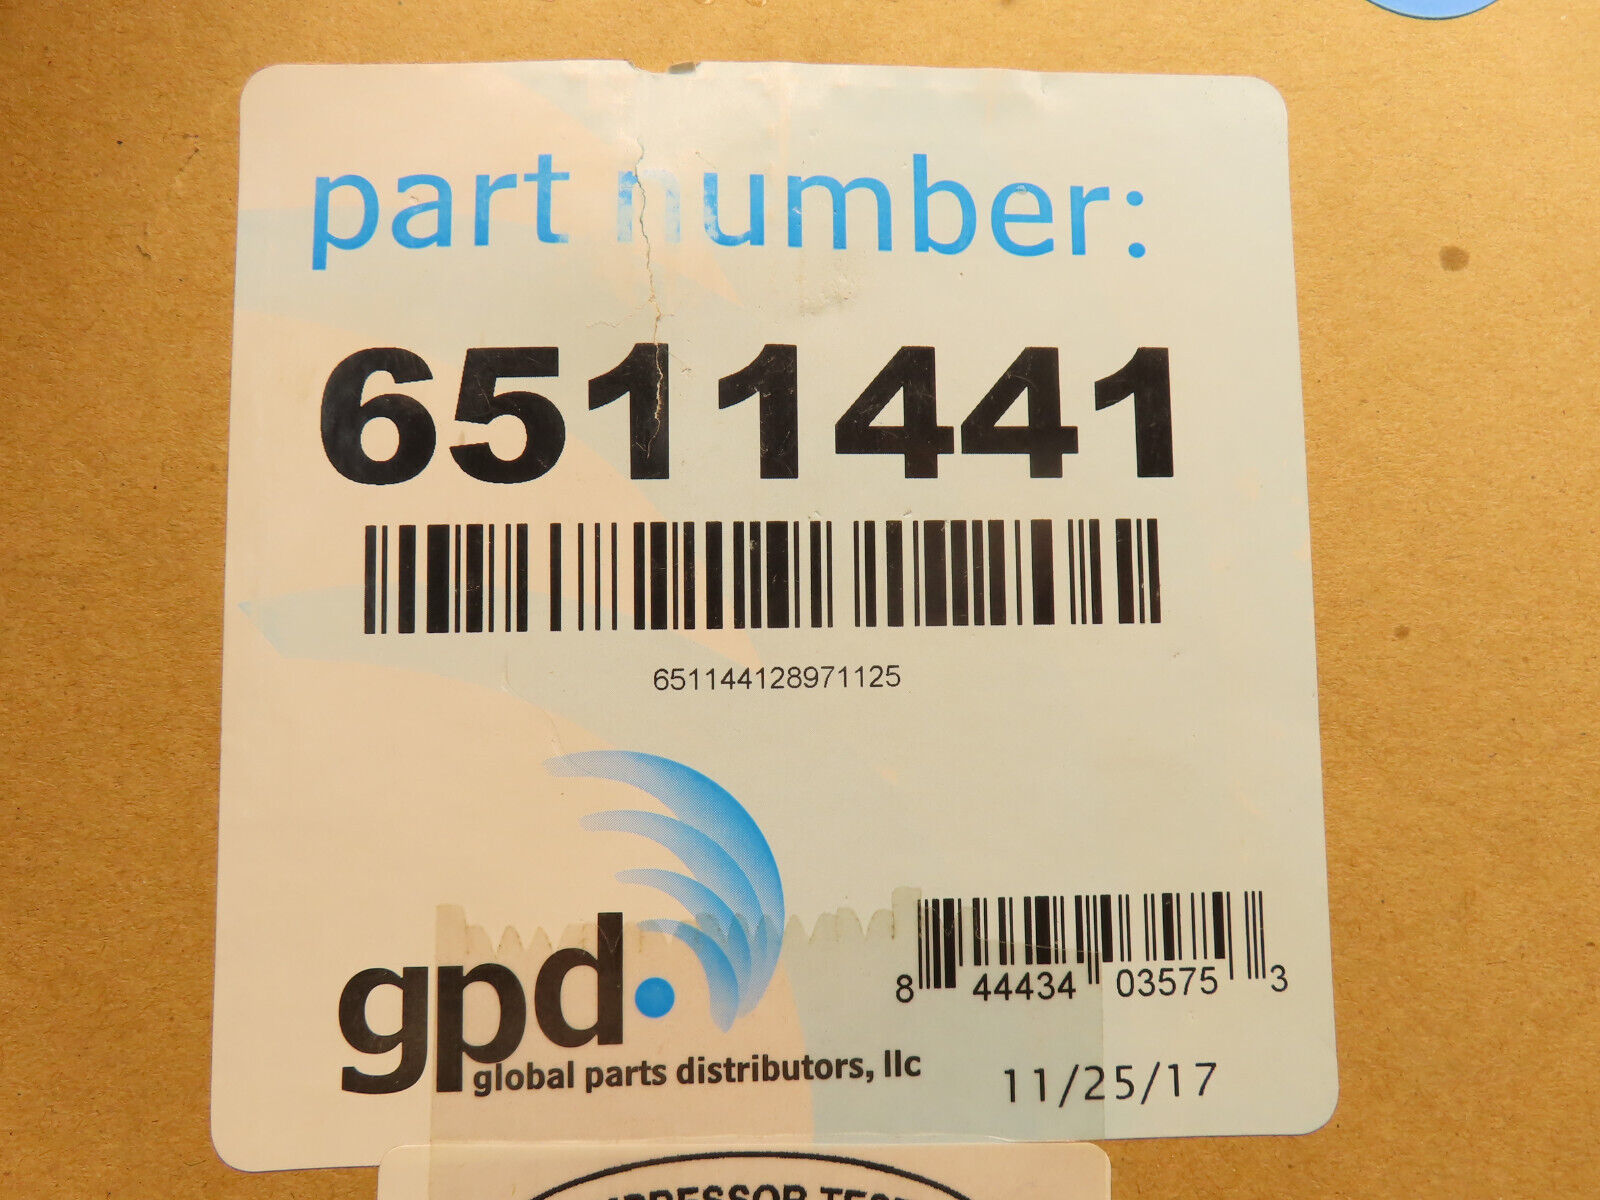 part number:
6511441
651144128971125
gpd
global parts distributors, llc
8 44434 03575 3
11/25/17